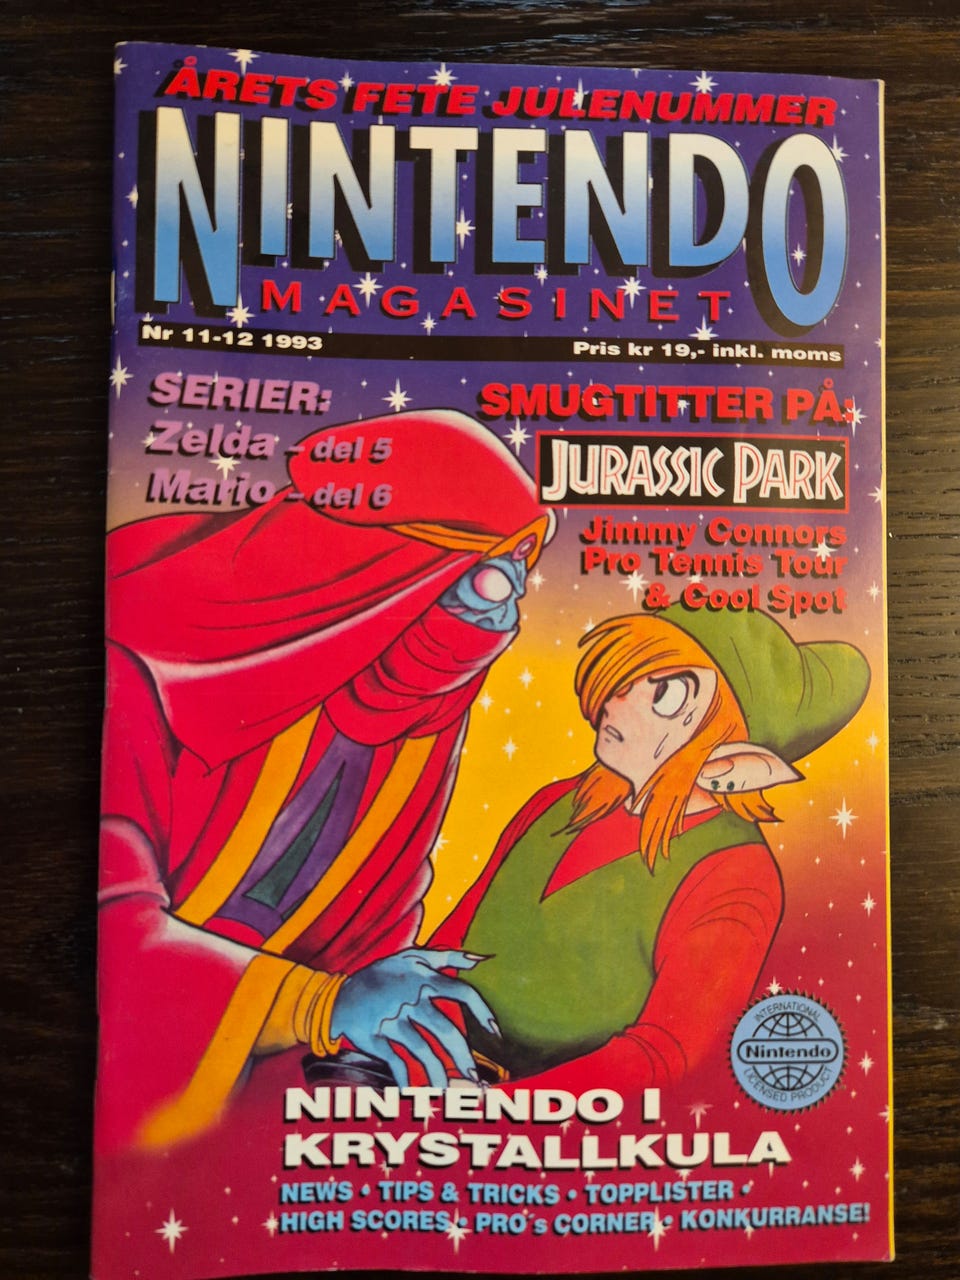 ÅRETS FETE JULENUMMER
NINTENDO
MAGASINET
Nr 11-12 1993
Pris kr 19,- inkl. moms
SERIER:
Zelda - del 5
Mario - del 6
SMUGTITTER PÅ:
JURASSIC PARK
Jimmy Connors
Pro Tennis Tour
& Cool Spot
INTERNATIONAL
Nintendo
LICENSED PRODUCT
NINTENDO I
KRYSTALLKULA
NEWS • TIPS & TRICKS • TOPPLISTER •
HIGH SCORES • PRO´s CORNER • KONKURRANSE!